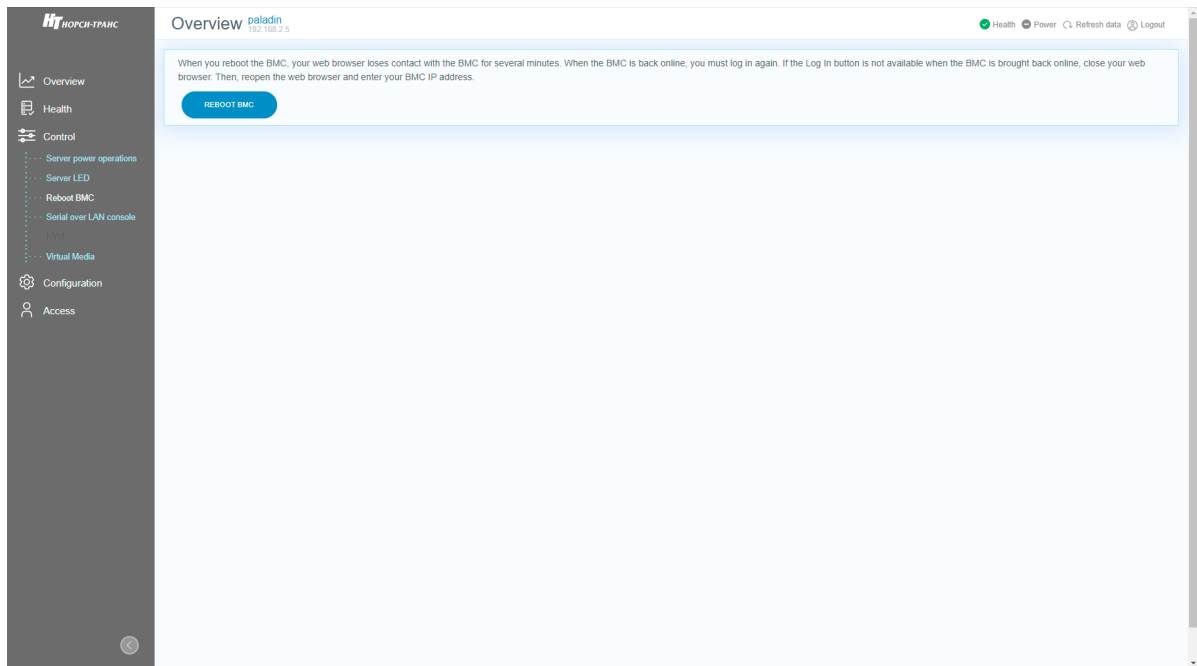 НТ НОРСИ-ТРАНС
Overview paladin
192.168.2.5
Health Power Refresh data Logout
Overview
Health
Control
Server power operations
Server LED
Reboot BMC
Serial over LAN console
KVM
Virtual Media
Configuration
Access
When you reboot the BMC, your web browser loses contact with the BMC for several minutes. When the BMC is back online, you must log in again. If the Log In button is not available when the BMC is brought back online, close your web
browser. Then, reopen the web browser and enter your BMC IP address.
REBOOT BMC